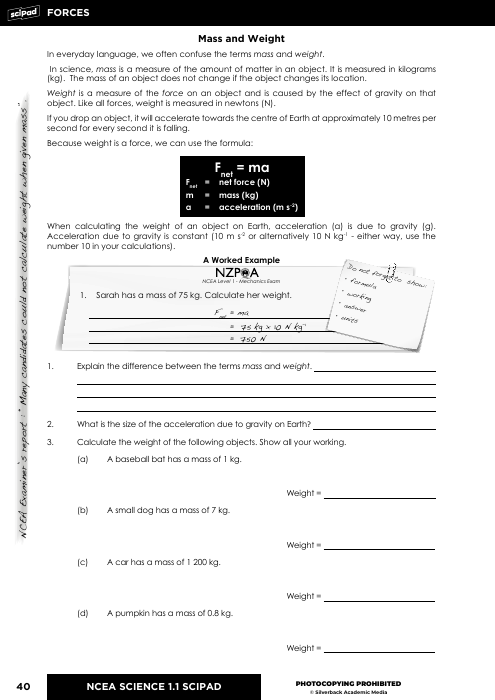 scipad FORCES
Mass and Weight
In everyday language, we often confuse the terms mass and weight.
In science, mass is a measure of the amount of matter in an object. It is measured in kilograms
(kg). The mass of an object does not change if the object changes its location.
Weight is a measure of the force on an object and is caused by the effect of gravity on that
object. Like all forces, weight is measured in newtons (N).
If you drop an object, it will accelerate towards the centre of Earth at approximately 10 metres per
second for every second it is falling.
Because weight is a force, we can use the formula:
Fnet = ma
Fnet = net force (N)
m = mass (kg)
a = acceleration (m s⁻²)
When calculating the weight of an object on Earth, acceleration (a) is due to gravity (g).
Acceleration due to gravity is constant (10 m s⁻² or alternatively 10 N kg⁻¹ - either way, use the
number 10 in your calculations).
A Worked Example
NZPQA
NCEA Level 1 - Mechanics Exam
1. Sarah has a mass of 75 kg. Calculate her weight.
Fnet = ma
= 75 kg × 10 N kg⁻¹
= 750 N
Do not forget to show:
* formula
* working
* answer
* units
NCEA Examiner's report: "Many candidates could not calculate weight when given mass."
1. Explain the difference between the terms mass and weight.
2. What is the size of the acceleration due to gravity on Earth?
3. Calculate the weight of the following objects. Show all your working.
(a) A baseball bat has a mass of 1 kg.
Weight =
(b) A small dog has a mass of 7 kg.
Weight =
(c) A car has a mass of 1 200 kg.
Weight =
(d) A pumpkin has a mass of 0.8 kg.
Weight =
40 NCEA SCIENCE 1.1 SCIPAD PHOTOCOPYING PROHIBITED
© Silverback Academic Media